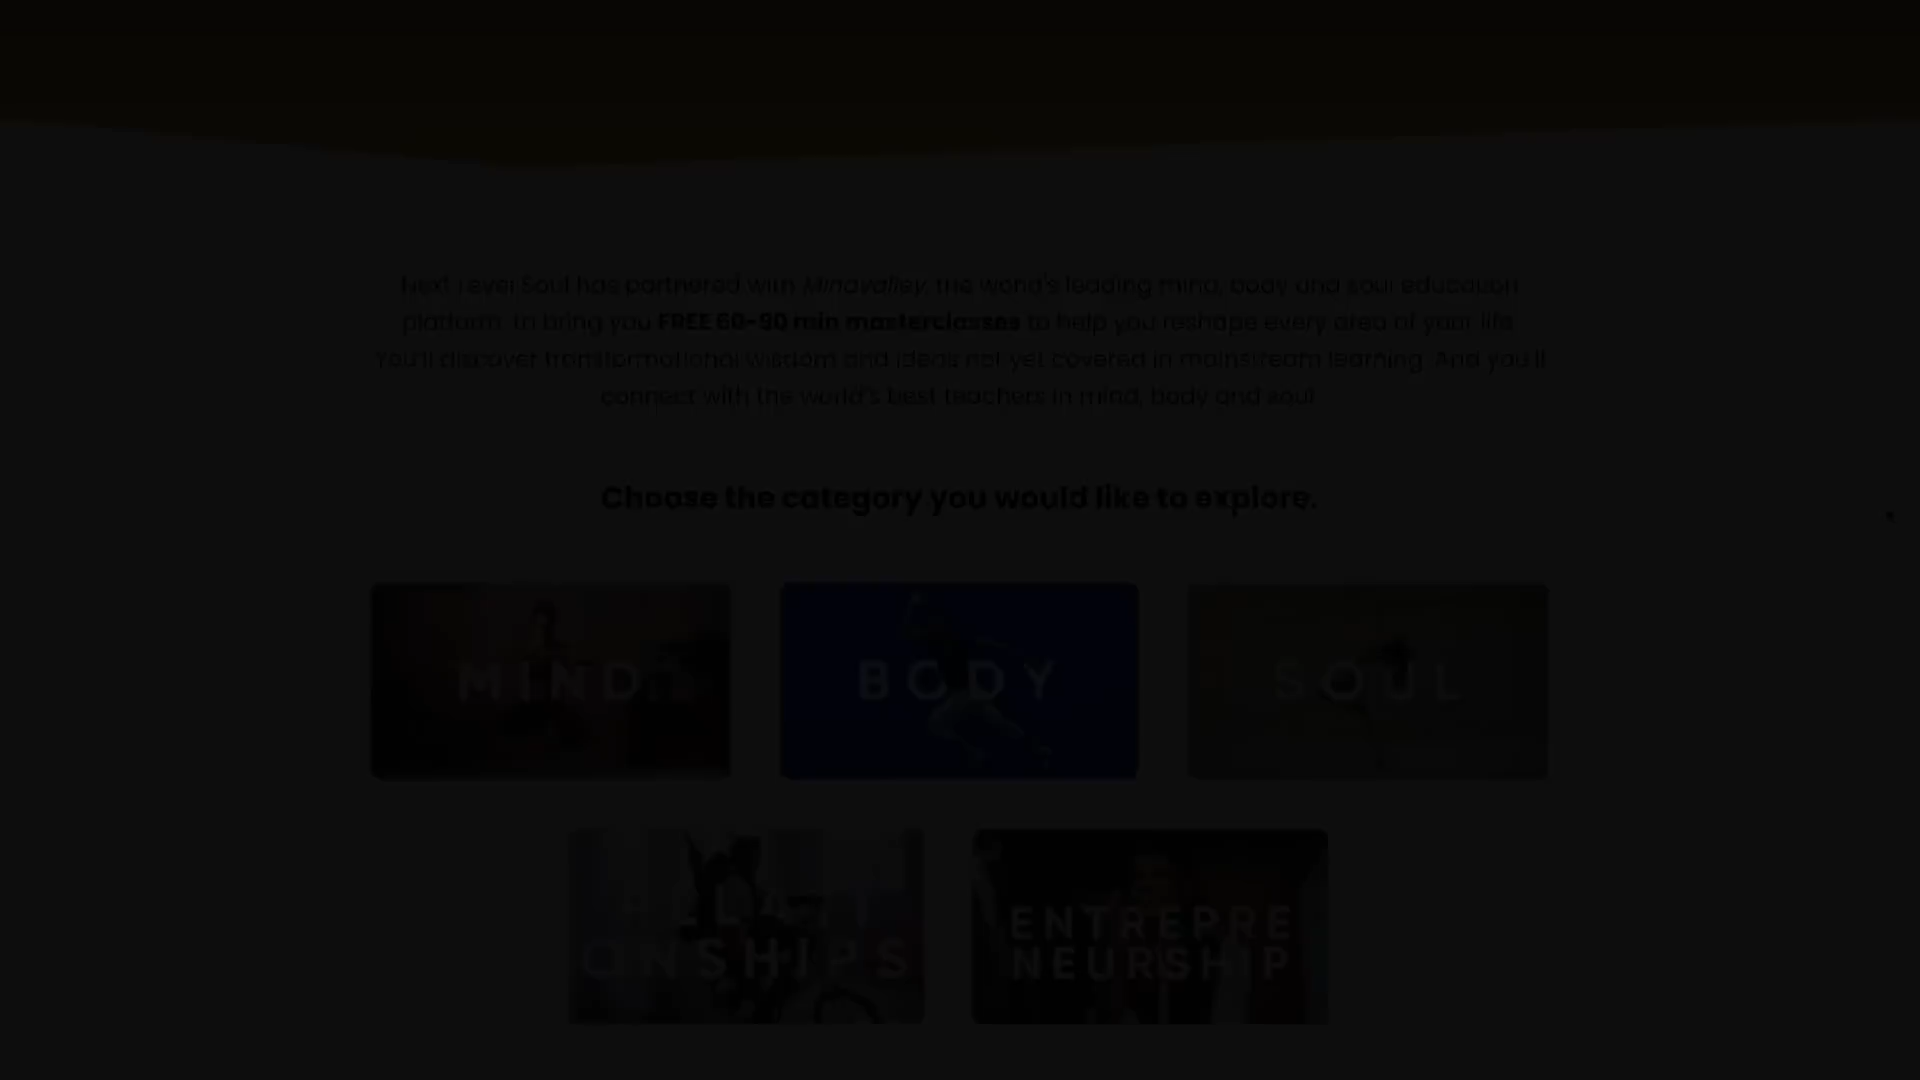 Next Level Soul has partnered with Mindvalley, the world's leading mind, body and soul education
platform, to bring you FREE 60-90 min masterclasses to help you reshape every area of your life.
You'll discover transformational wisdom and ideas not yet covered in mainstream learning. And you'll
connect with the world's best teachers in mind, body and soul.
Choose the category you would like to explore.
MIND
BODY
SOUL
RELATI
ONSHIPS
ENTREPRE
NEURSHIP